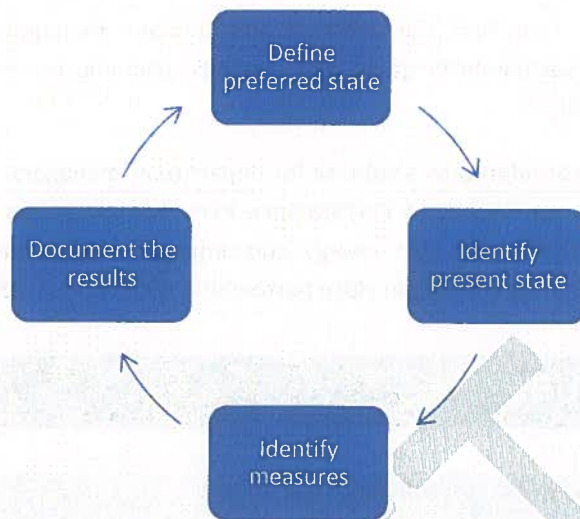 Define
preferred state
Identify
present state
Identify
measures
Document the
results